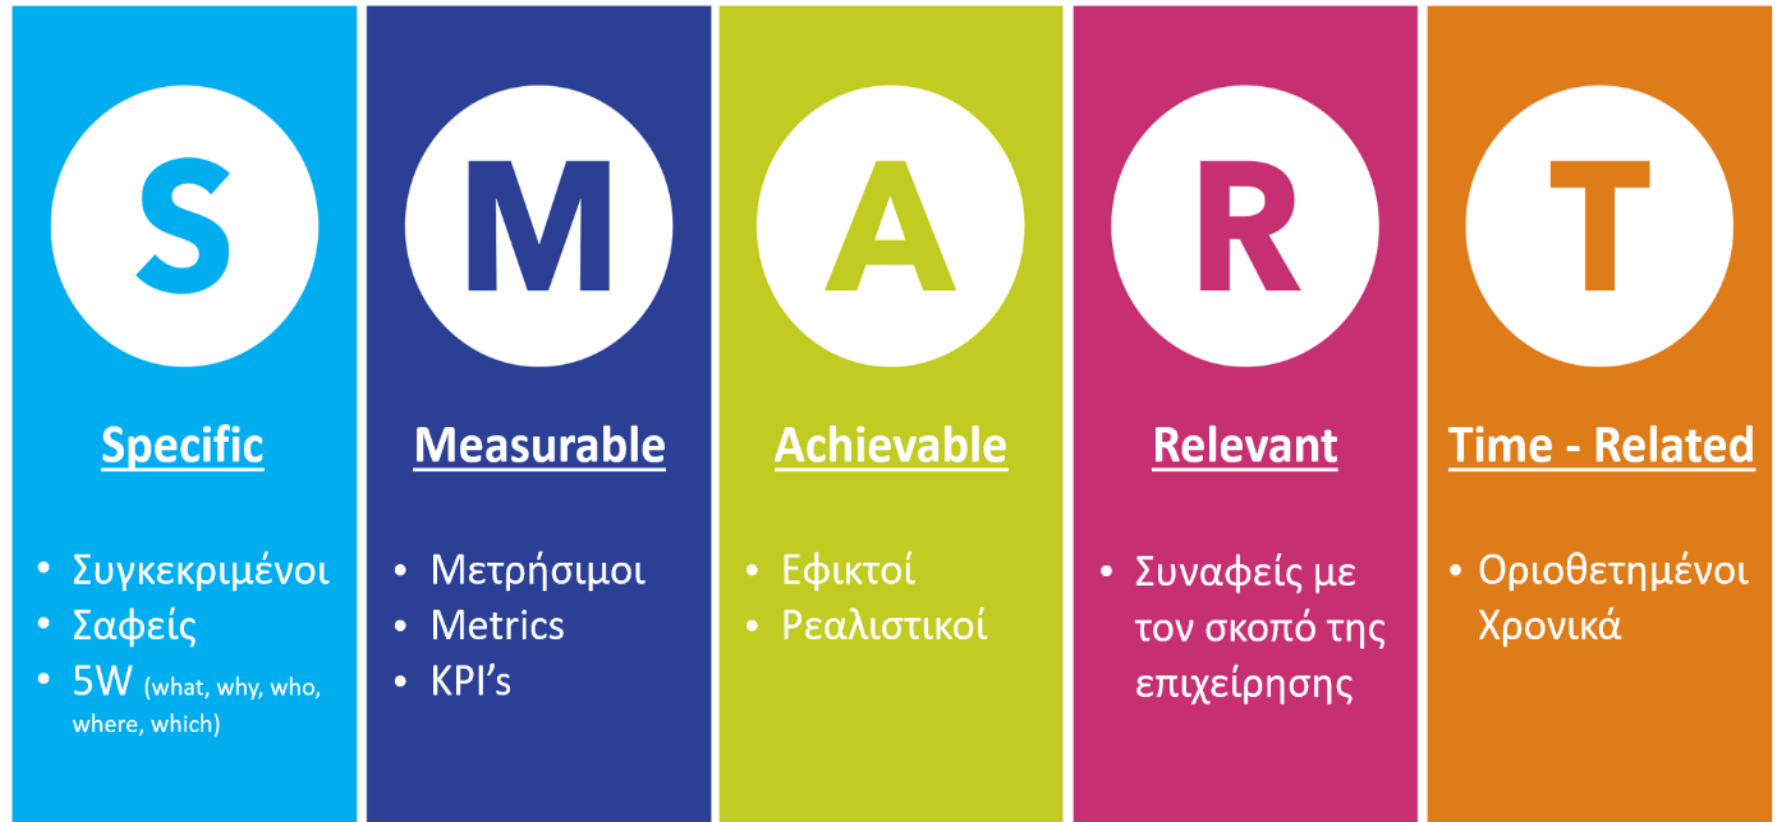 S
Specific
• Συγκεκριμένοι
• Σαφείς
• 5W (what, why, who,
where, which)
M
Measurable
• Μετρήσιμοι
• Metrics
• KPI's
A
Achievable
• Εφικτοί
• Ρεαλιστικοί
R
Relevant
• Συναφείς με
τον σκοπό της
επιχείρησης
T
Time - Related
• Οριοθετημένοι
Χρονικά